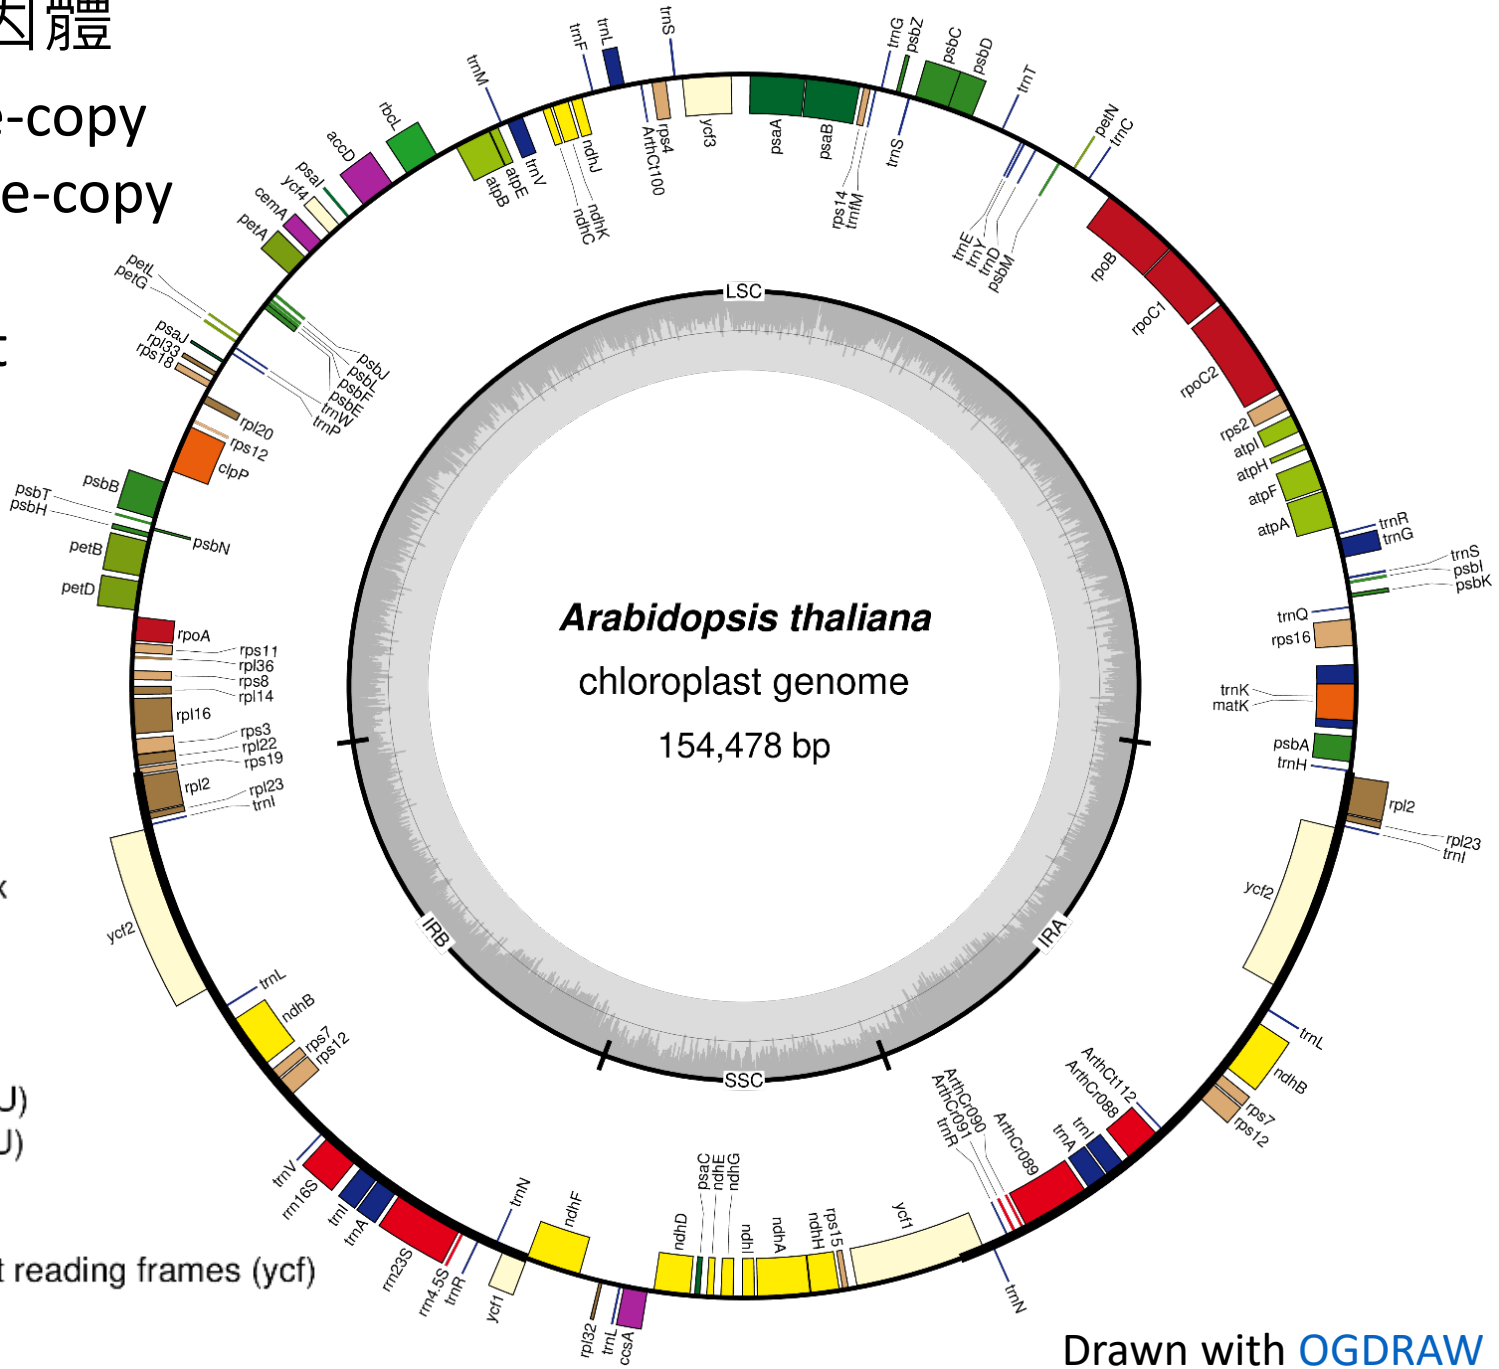 因體
e-copy
e-copy
t
x
U)
U)
t reading frames (ycf)
Arabidopsis thaliana
chloroplast genome
154,478 bp
LSC
IRB
IRA
SSC
trnM
trnF
trnL
trnS
trnG
psbZ
psbC
psbD
trnT
petN
trnC
rbcL
accD
psaI
ycf4
cemA
petA
petL
petG
psaJ
rpl33
rps18
atpB
atpE
trnV
ndhC
ndhK
ndhJ
ArthCt100
rps4
ycf3
psaA
psaB
rps14
trnfM
trnS
trnE
trnY
trnD
psbM
rpoB
rpoC1
rpoC2
rps2
atpI
atpH
atpF
atpA
trnR
trnG
trnS
psbI
psbK
trnQ
rps16
trnK
matK
psbA
trnH
rpl2
rpl23
trnI
ycf2
trnL
ndhB
rps7
rps12
ArthCt112
ArthCr088
trnI
trnA
ArthCr089
ArthCr090
ArthCr091
trnR
trnN
ycf1
rps15
ndhH
ndhA
ndhI
ndhG
ndhE
psaC
ndhD
ccsA
trnL
rpl32
ndhF
ycf1
trnN
trnR
rrn4.5S
rrn23S
trnA
trnI
rrn16S
trnV
rps12
rps7
ndhB
trnL
ycf2
trnI
rpl23
rpl2
rps19
rpl22
rps3
rpl16
rpl14
rps8
rpl36
rps11
rpoA
petD
petB
psbN
psbH
psbT
psbB
clpP
rps12
rpl20
trnP
trnW
psbE
psbF
psbL
psbJ
Drawn with OGDRAW